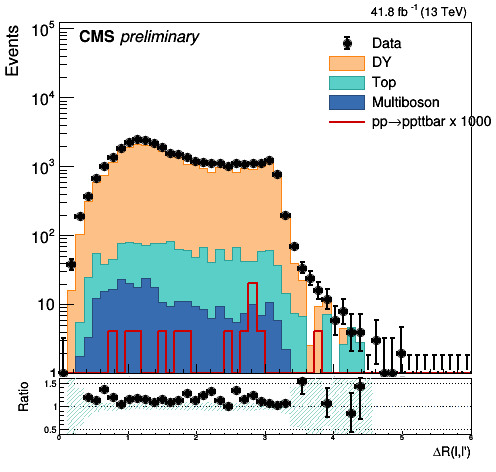 41.8 fb⁻¹ (13 TeV)
CMS preliminary
Events
10⁵
10⁴
10³
10²
10
1
Data
DY
Top
Multiboson
pp→ppttbar x 1000
Ratio
1.5
1
0.5
0 1 2 3 4 5 6
ΔR(l,l')